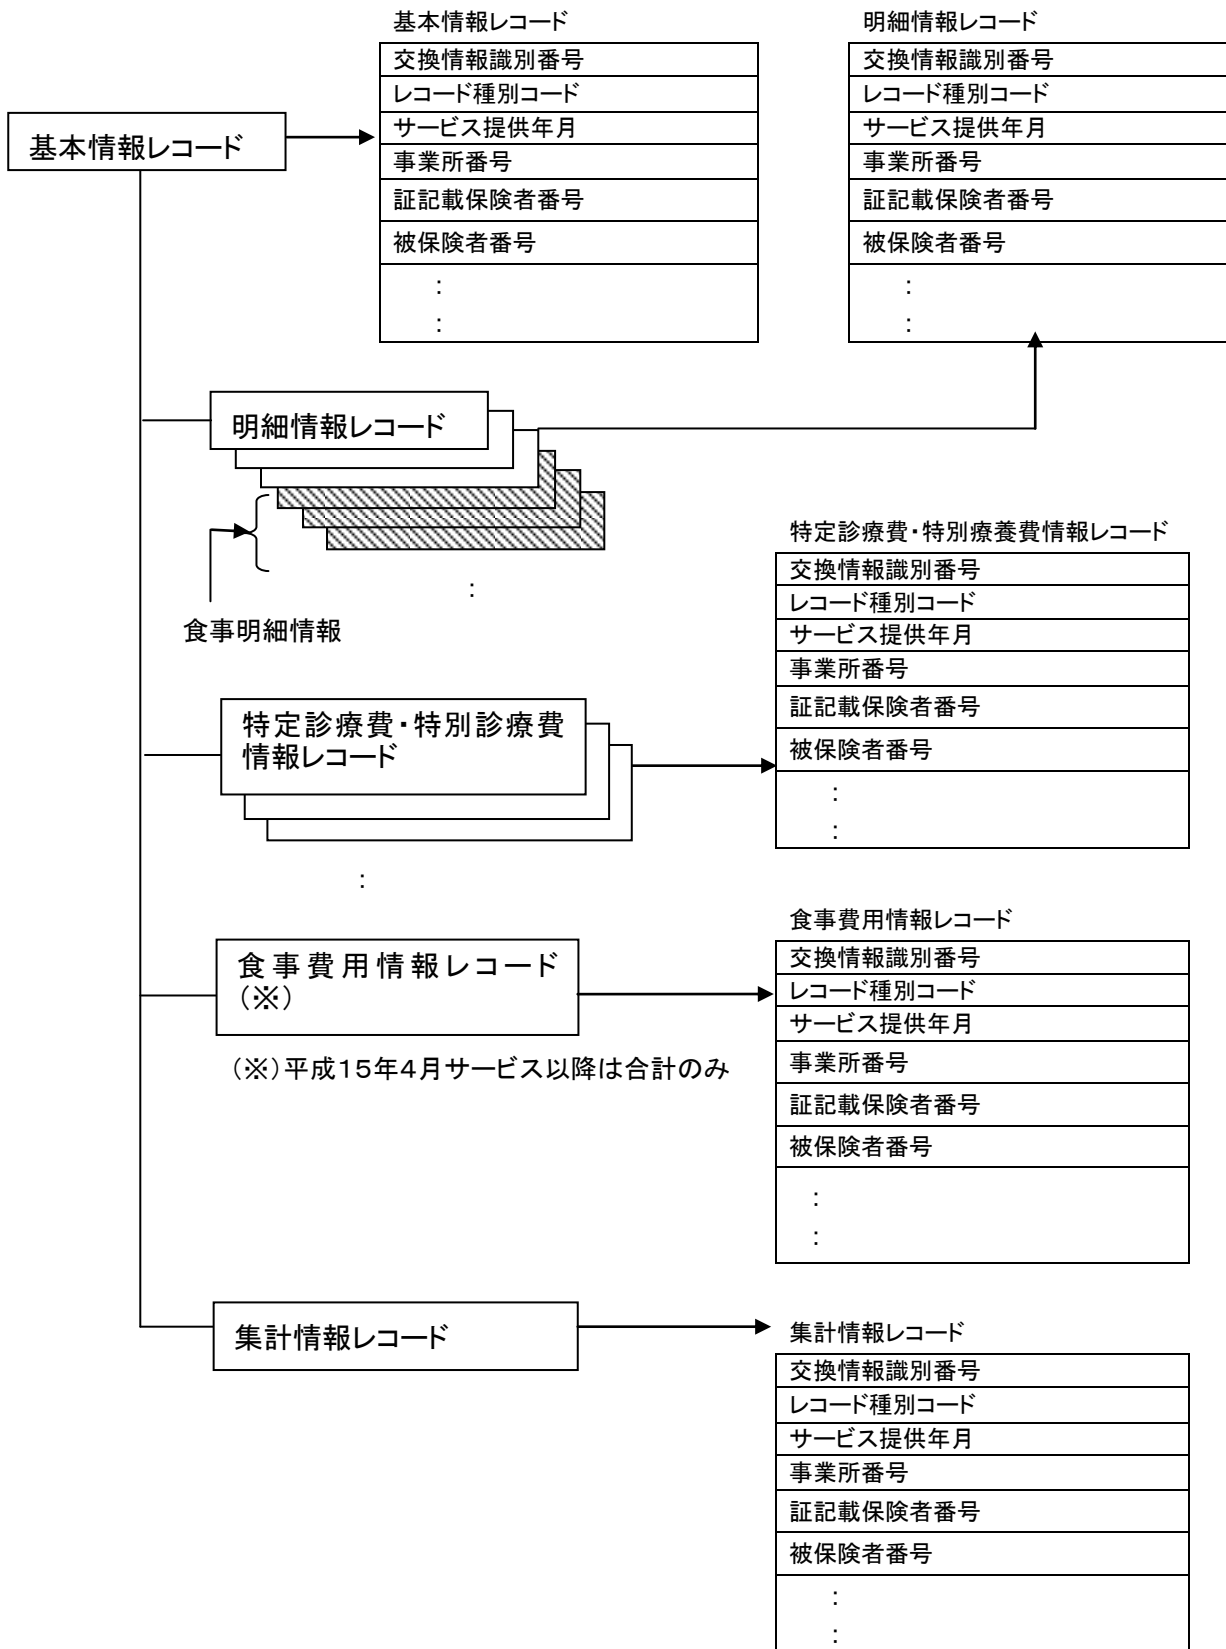 基本情報レコード
基本情報レコード
交換情報識別番号
レコード種別コード
サービス提供年月
事業所番号
証記載保険者番号
被保険者番号
:
:
明細情報レコード
交換情報識別番号
レコード種別コード
サービス提供年月
事業所番号
証記載保険者番号
被保険者番号
:
:
明細情報レコード
:
食事明細情報
特定診療費・特別療養費情報レコード
交換情報識別番号
レコード種別コード
サービス提供年月
事業所番号
証記載保険者番号
被保険者番号
:
:
特定診療費・特別診療費
情報レコード
:
食事費用情報レコード
(※)
(※)平成15年4月サービス以降は合計のみ
食事費用情報レコード
交換情報識別番号
レコード種別コード
サービス提供年月
事業所番号
証記載保険者番号
被保険者番号
:
:
集計情報レコード
集計情報レコード
交換情報識別番号
レコード種別コード
サービス提供年月
事業所番号
証記載保険者番号
被保険者番号
:
: